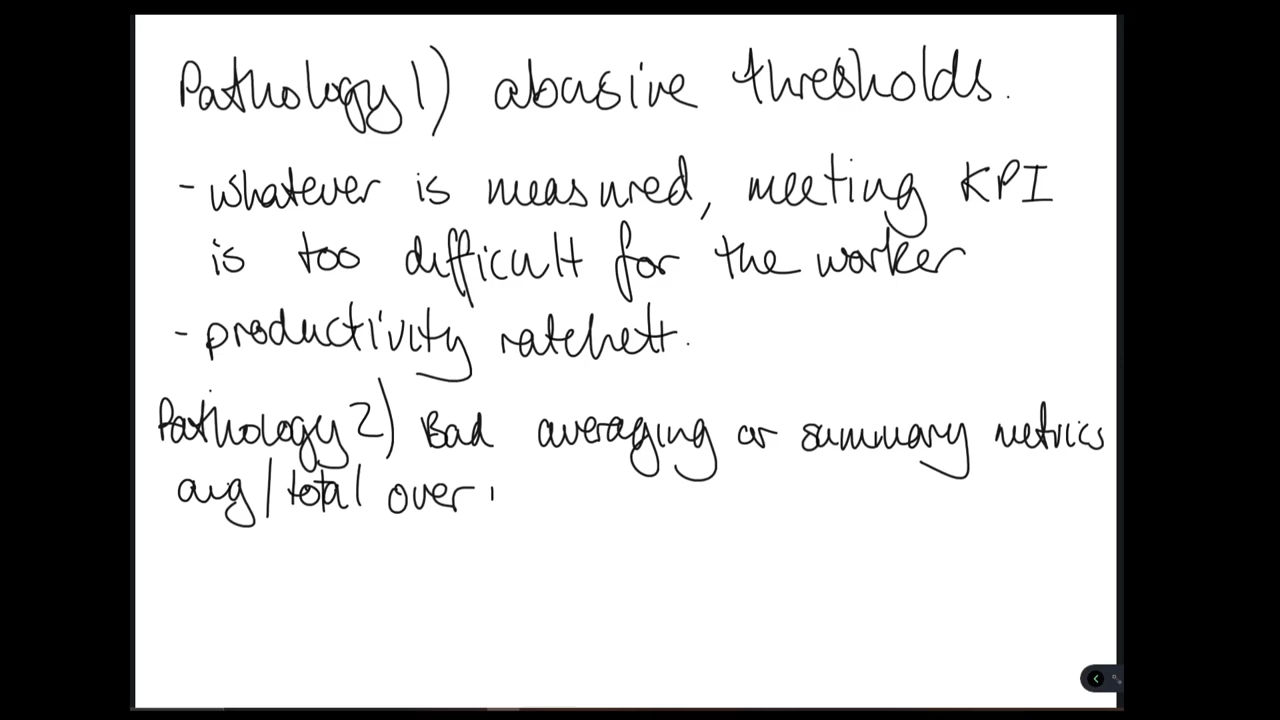 Pathology 1) abusive thresholds.
- whatever is measured, meeting KPI
is too difficult for the worker
- productivity ratchett.
Pathology 2) Bad averaging or summary metrics
avg/total over